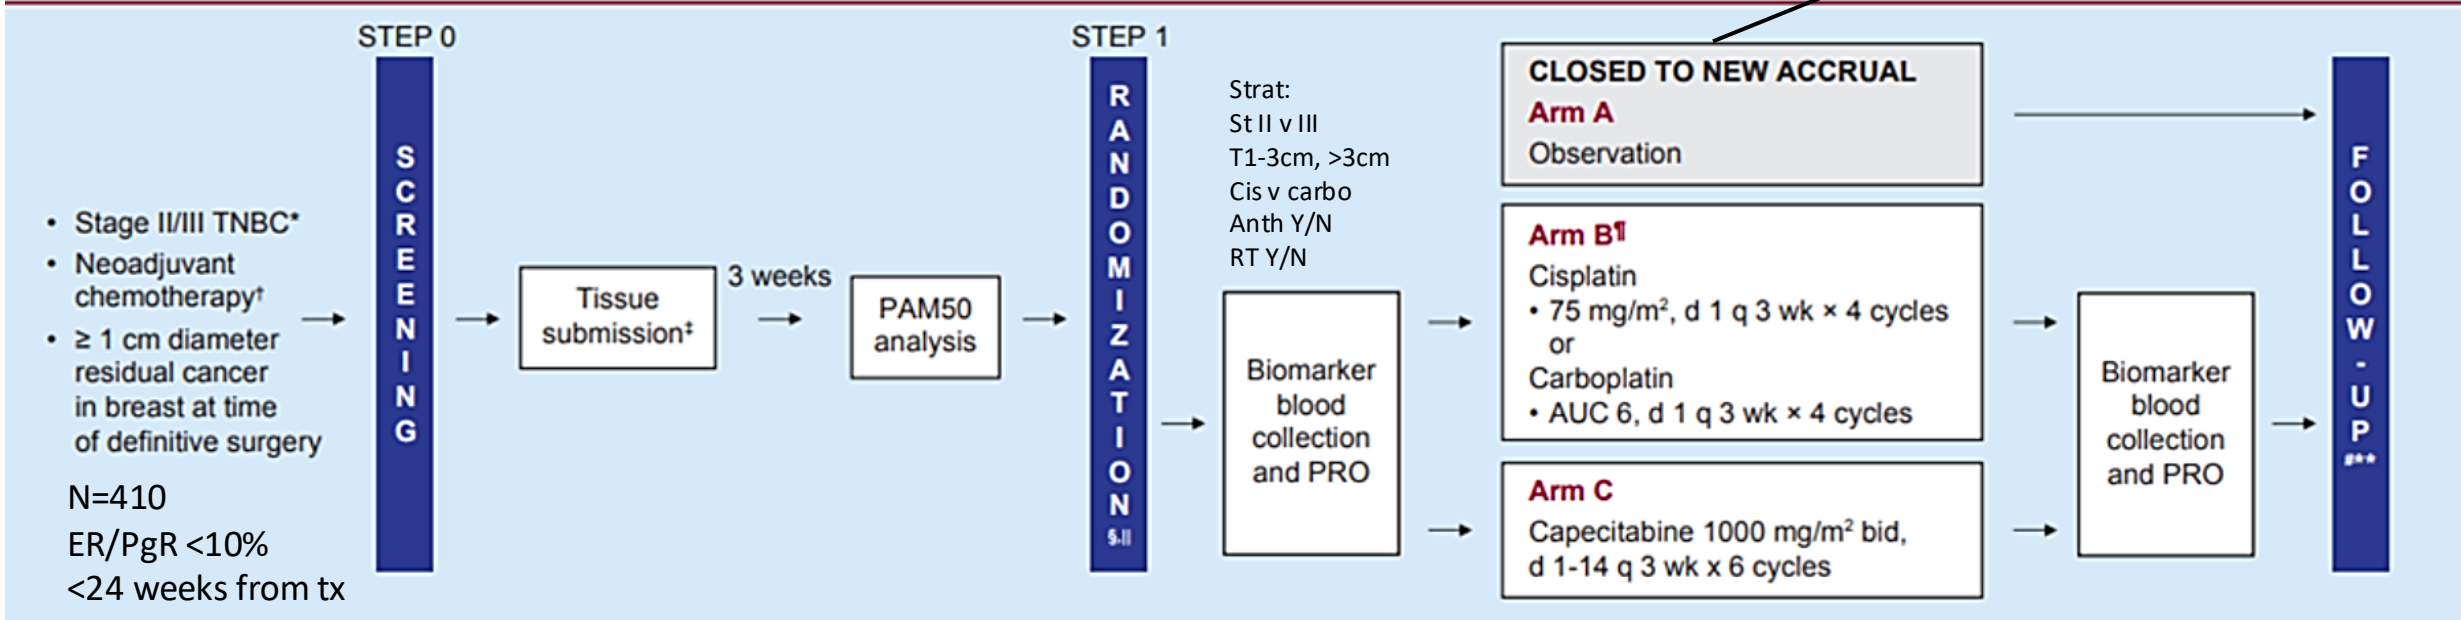 STEP 0
SCREENING
• Stage II/III TNBC*
• Neoadjuvant
chemotherapy†
• ≥ 1 cm diameter
residual cancer
in breast at time
of definitive surgery
N=410
ER/PgR <10%
<24 weeks from tx
Tissue
submission‡
3 weeks
PAM50
analysis
STEP 1
RANDOMIZATION
§,||
Strat:
St II v III
T1-3cm, >3cm
Cis v carbo
Anth Y/N
RT Y/N
Biomarker
blood
collection
and PRO
CLOSED TO NEW ACCRUAL
Arm A
Observation
Arm B¶
Cisplatin
• 75 mg/m², d 1 q 3 wk × 4 cycles
or
Carboplatin
• AUC 6, d 1 q 3 wk × 4 cycles
Arm C
Capecitabine 1000 mg/m² bid,
d 1-14 q 3 wk x 6 cycles
Biomarker
blood
collection
and PRO
FOLLOW-UP
#**